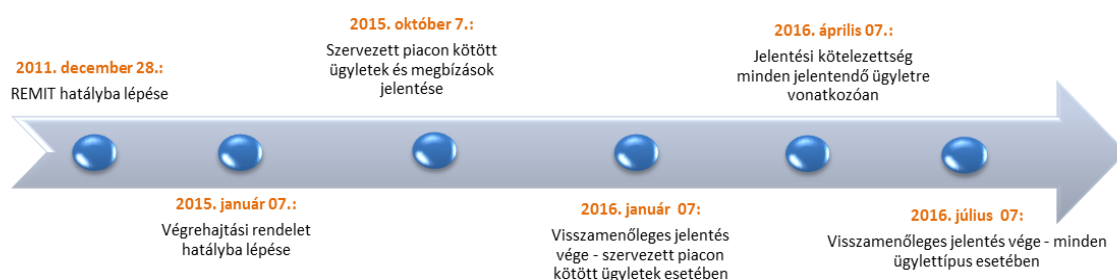 2011. december 28.:
REMIT hatályba lépése
2015. január 07.:
Végrehajtási rendelet
hatályba lépése
2015. október 7.:
Szervezett piacon kötött
ügyletek és megbízások
jelentése
2016. január  07:
Visszamenőleges jelentés
vége - szervezett piacon
kötött ügyletek esetében
2016. április 07.:
Jelentési kötelezettség
minden jelentendő ügyletre
vonatkozóan
2016. július  07:
Visszamenőleges jelentés vége - minden
ügylettípus esetében